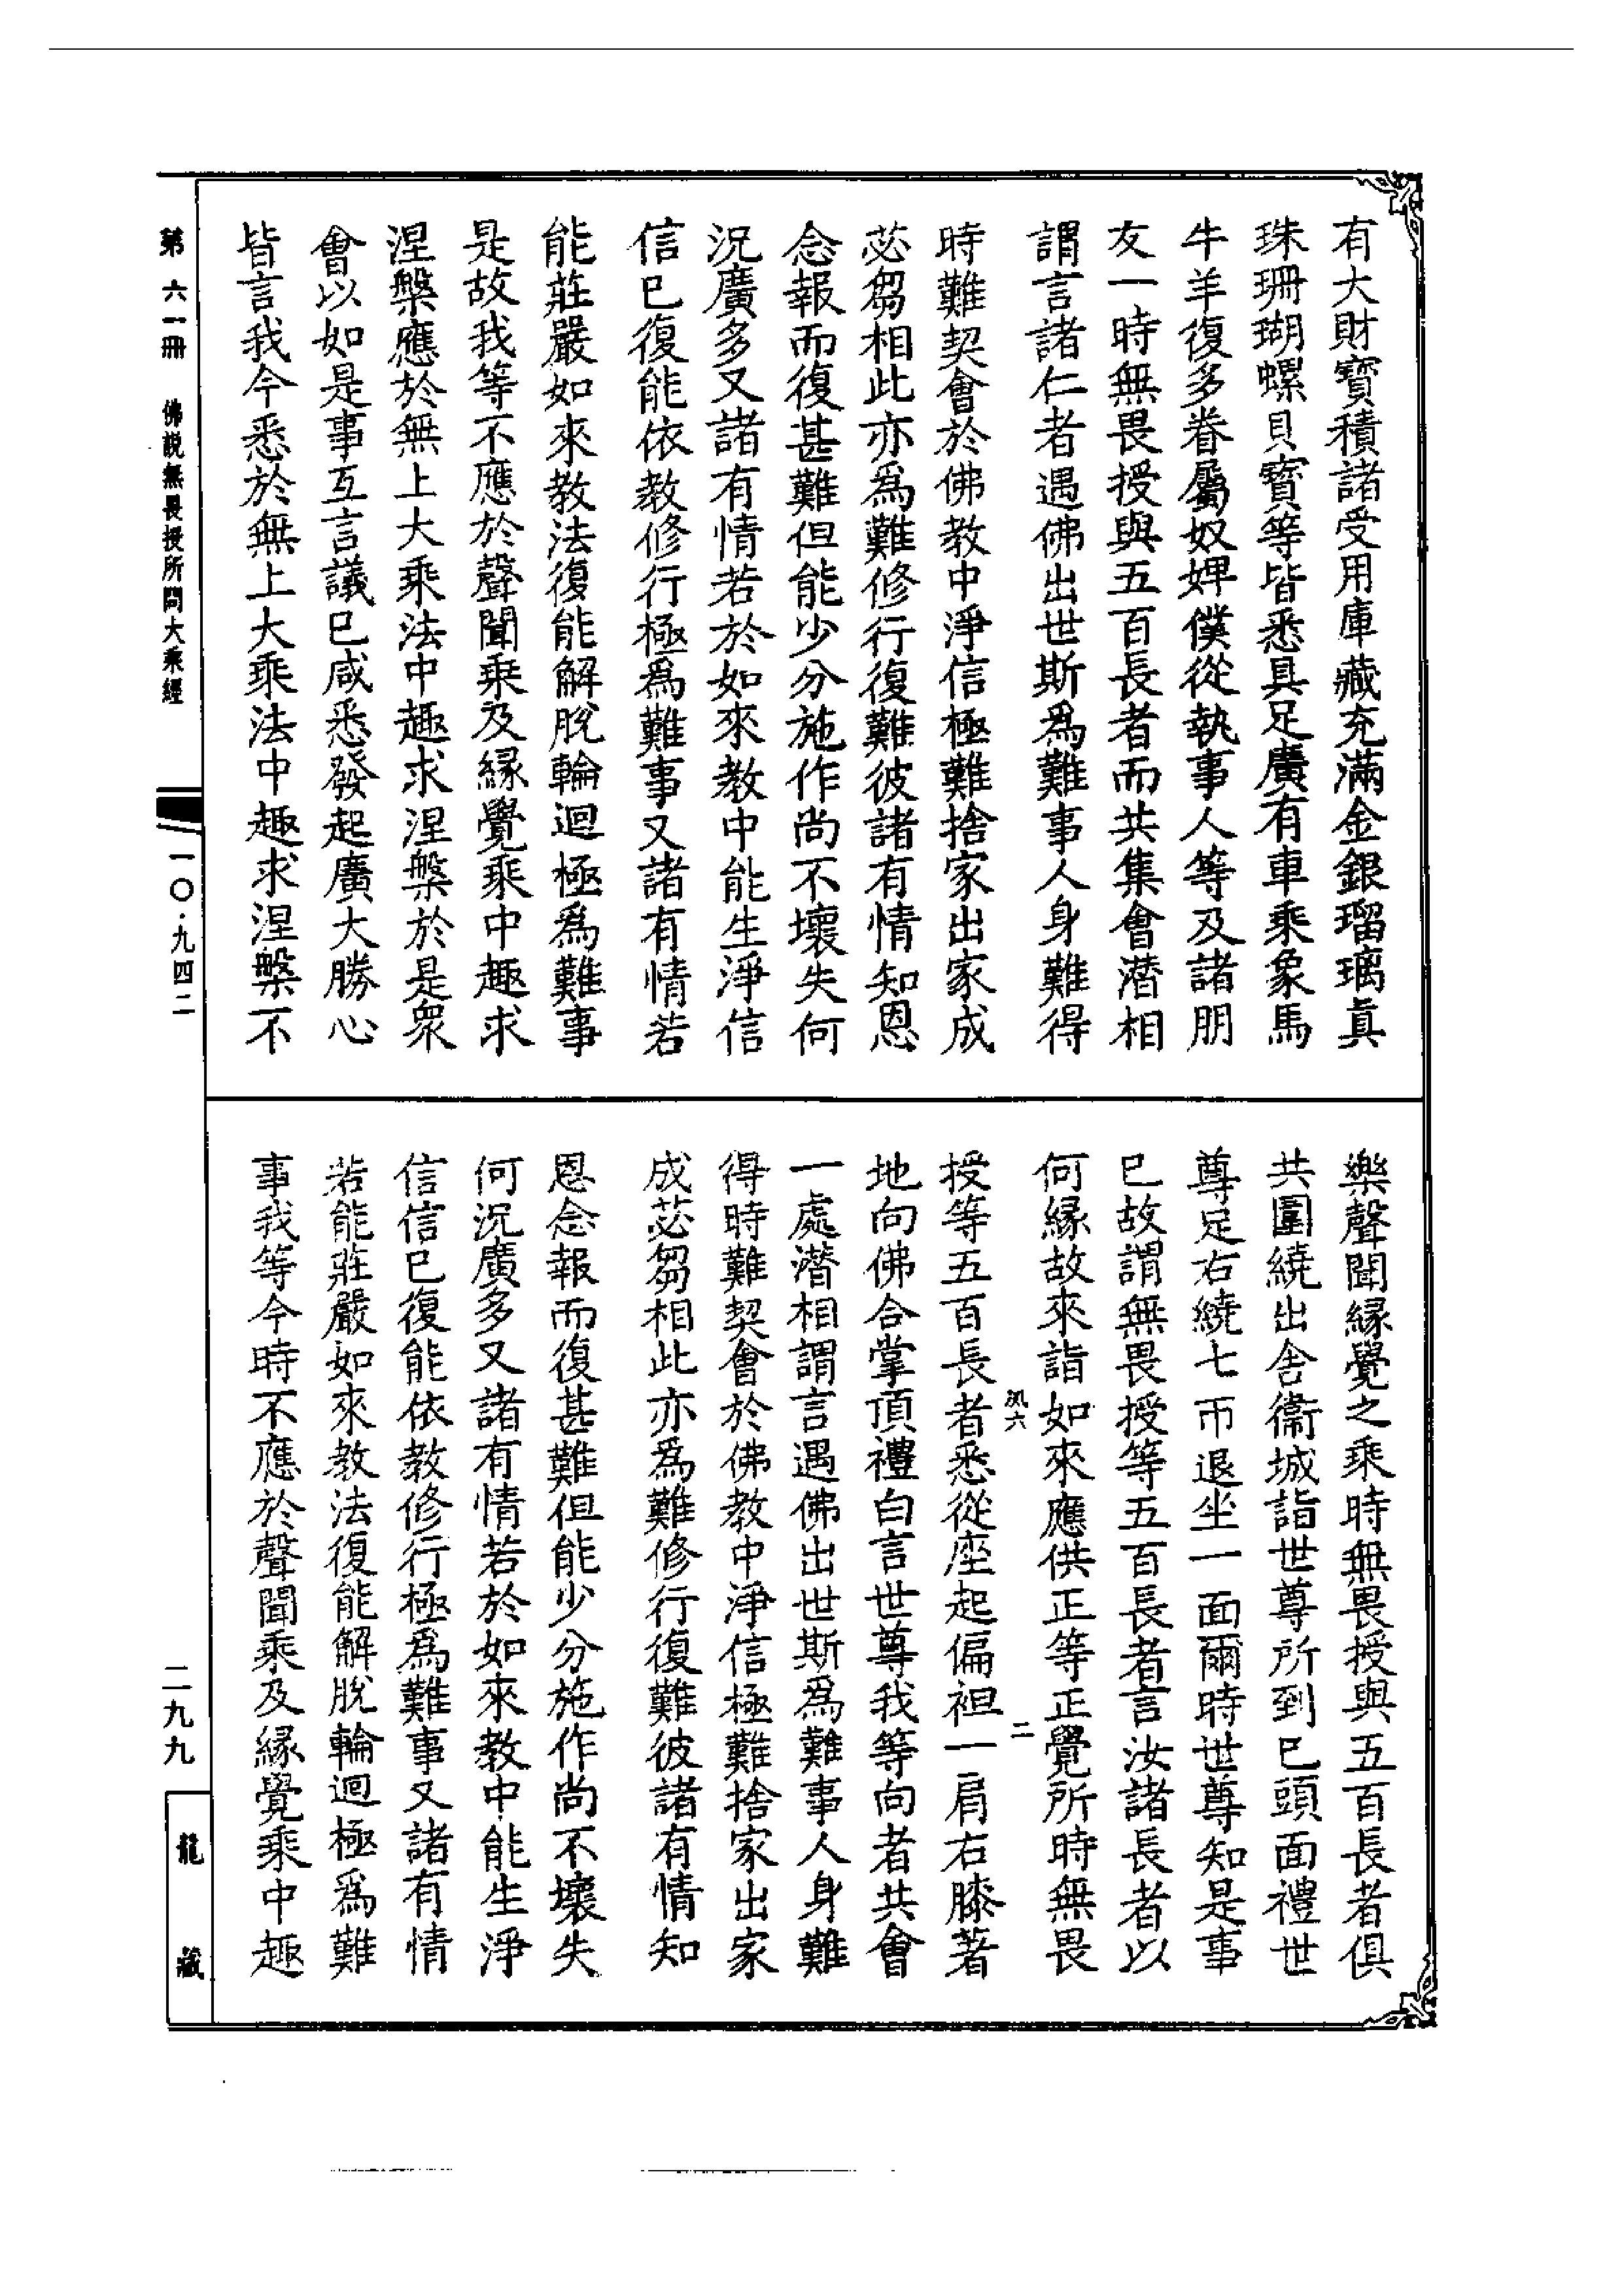 有大財寶積諸受用庫藏充滿金銀瑠璃眞
珠珊瑚螺貝寶等皆悉具足廣有車乘象馬
牛羊復多眷屬奴婢僕從執事人等及諸朋
友一時無畏授與五百長者而共集會潛相
謂言諸仁者遇佛出世斯爲難事人身難得
時難契會於佛教中淨信極難捨家出家成
苾芻相此亦爲難修行復難彼諸有情知恩
念報而復甚難但能少分施作尚不壞失何
況廣多又諸有情若於如來教中能生淨信
信已復能依教修行極爲難事又諸有情若
能莊嚴如來教法復能解脫輪迴極爲難事
是故我等不應於聲聞乘及縁覺乘中趣求
涅槃應於無上大乘法中趣求涅槃於是衆
會以如是事互言議已咸悉發起廣大勝心
皆言我今悉於無上大乘法中趣求涅槃不
樂聲聞縁覺之乘時無畏授與五百長者俱
共圍繞出舍衞城詣世尊所到已頭面禮世
尊足右繞七帀退坐一面爾時世尊知是事
已故謂無畏授等五百長者言汝諸長者以
何縁故來詣如來應供正等正覺所時無畏
六 二
授等五百長者悉從座起偏袒一肩右膝著
地向佛合掌頂禮白言世尊我等向者共會
一處潛相謂言遇佛出世斯爲難事人身難
得時難契會於佛教中淨信極難捨家出家
成苾芻相此亦爲難修行復難彼諸有情知
恩念報而復甚難但能少分施作尚不壞失
何況廣多又諸有情若於如來教中能生淨
信信已復能依教修行極爲難事又諸有情
若能莊嚴如來教法復能解脫輪迴極爲難
事我等今時不應於聲聞乘及縁覺乘中趣
第六一冊 佛説無畏授所問大乘經
一〇·九四二
二九九
龍藏